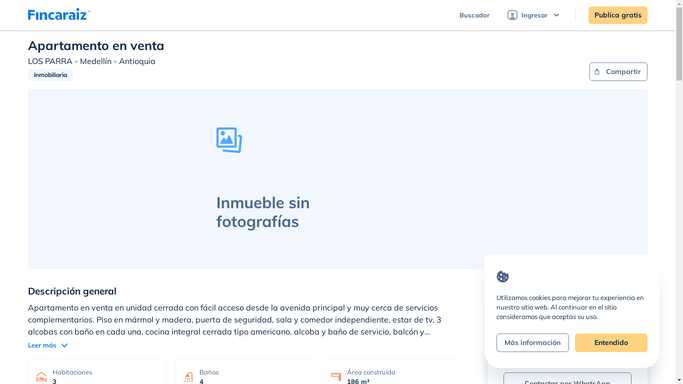 Fincaraiz
Buscador
Ingresar
Publica gratis
Apartamento en venta
LOS PARRA - Medellín - Antioquia
Inmobiliaria
Compartir
Inmueble sin
fotografías
Descripción general
Apartamento en venta en unidad cerrada con fácil acceso desde la avenida principal y muy cerca de servicios
complementarios. Piso en mármol y madera, puerta de seguridad, sala y comedor independiente, estar de tv, 3
alcobas con baño en cada una, cocina integral cerrada tipo americano, alcoba y baño de servicio, balcón y...
Leer más
Habitaciones
3
Baños
4
Área construida
186 m²
Utilizamos cookies para mejorar tu experiencia en
nuestro sitio web. Al continuar en el sitio
consideramos que aceptas su uso.
Más información
Entendido
Contactar por WhatsApp